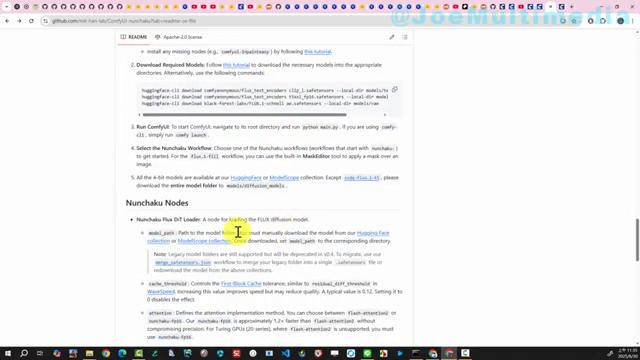 @JoeMultimedia
github.com/mit-han-lab/ComfyUI-nunchaku?tab=readme-ov-file
README Apache-2.0 license
install any missing nodes (e.g., comfyui-inpainteasy) by following this tutorial.
2. Download Required Models: Follow this tutorial to download the necessary models into the appropriate
directories. Alternatively, use the following commands:
huggingface-cli download comfyanonymous/flux_text_encoders clip_l.safetensors --local-dir models/te
huggingface-cli download comfyanonymous/flux_text_encoders t5xxl_fp16.safetensors --local-dir model
huggingface-cli download black-forest-labs/FLUX.1-schnell ae.safetensors --local-dir models/vae
3. Run ComfyUI: To start ComfyUI, navigate to its root directory and run python main.py. If you are using comfy-
cli, simply run comfy launch.
4. Select the Nunchaku Workflow: Choose one of the Nunchaku workflows (workflows that start with nunchaku-)
to get started. For the flux.1-fill workflow, you can use the built-in MaskEditor tool to apply a mask over an
image.
5. All the 4-bit models are available at our HuggingFace or ModelScope collection. Except svdq-flux.1-t5, please
download the entire model folder to models/diffusion_models.
Nunchaku Nodes
Nunchaku Flux DiT Loader: A node for loading the FLUX diffusion model.
model_path: Path to the model must manually download the model from our Hugging Face
collection or ModelScope collection. Once downloaded, set model_path to the corresponding directory.
Note: Legacy model folders are still supported but will be deprecated in v0.4. To migrate, use our
merge_safetensors.json workflow to merge your legacy folder into a single .safetensors file or
redownload the model from the above collections.
cache_threshold: Controls the First-Block Cache tolerance, similar to residual_diff_threshold in
WaveSpeed. Increasing this value improves speed but may reduce quality. A typical value is 0.12. Setting it to
0 disables the effect.
attention: Defines the attention implementation method. You can choose between flash-attention2 or
nunchaku-fp16. Our nunchaku-fp16 is approximately 1.2× faster than flash-attention2 without
compromising precision. For Turing GPUs (20-series), where flash-attention2 is unsupported, you must
use nunchaku-fp16.